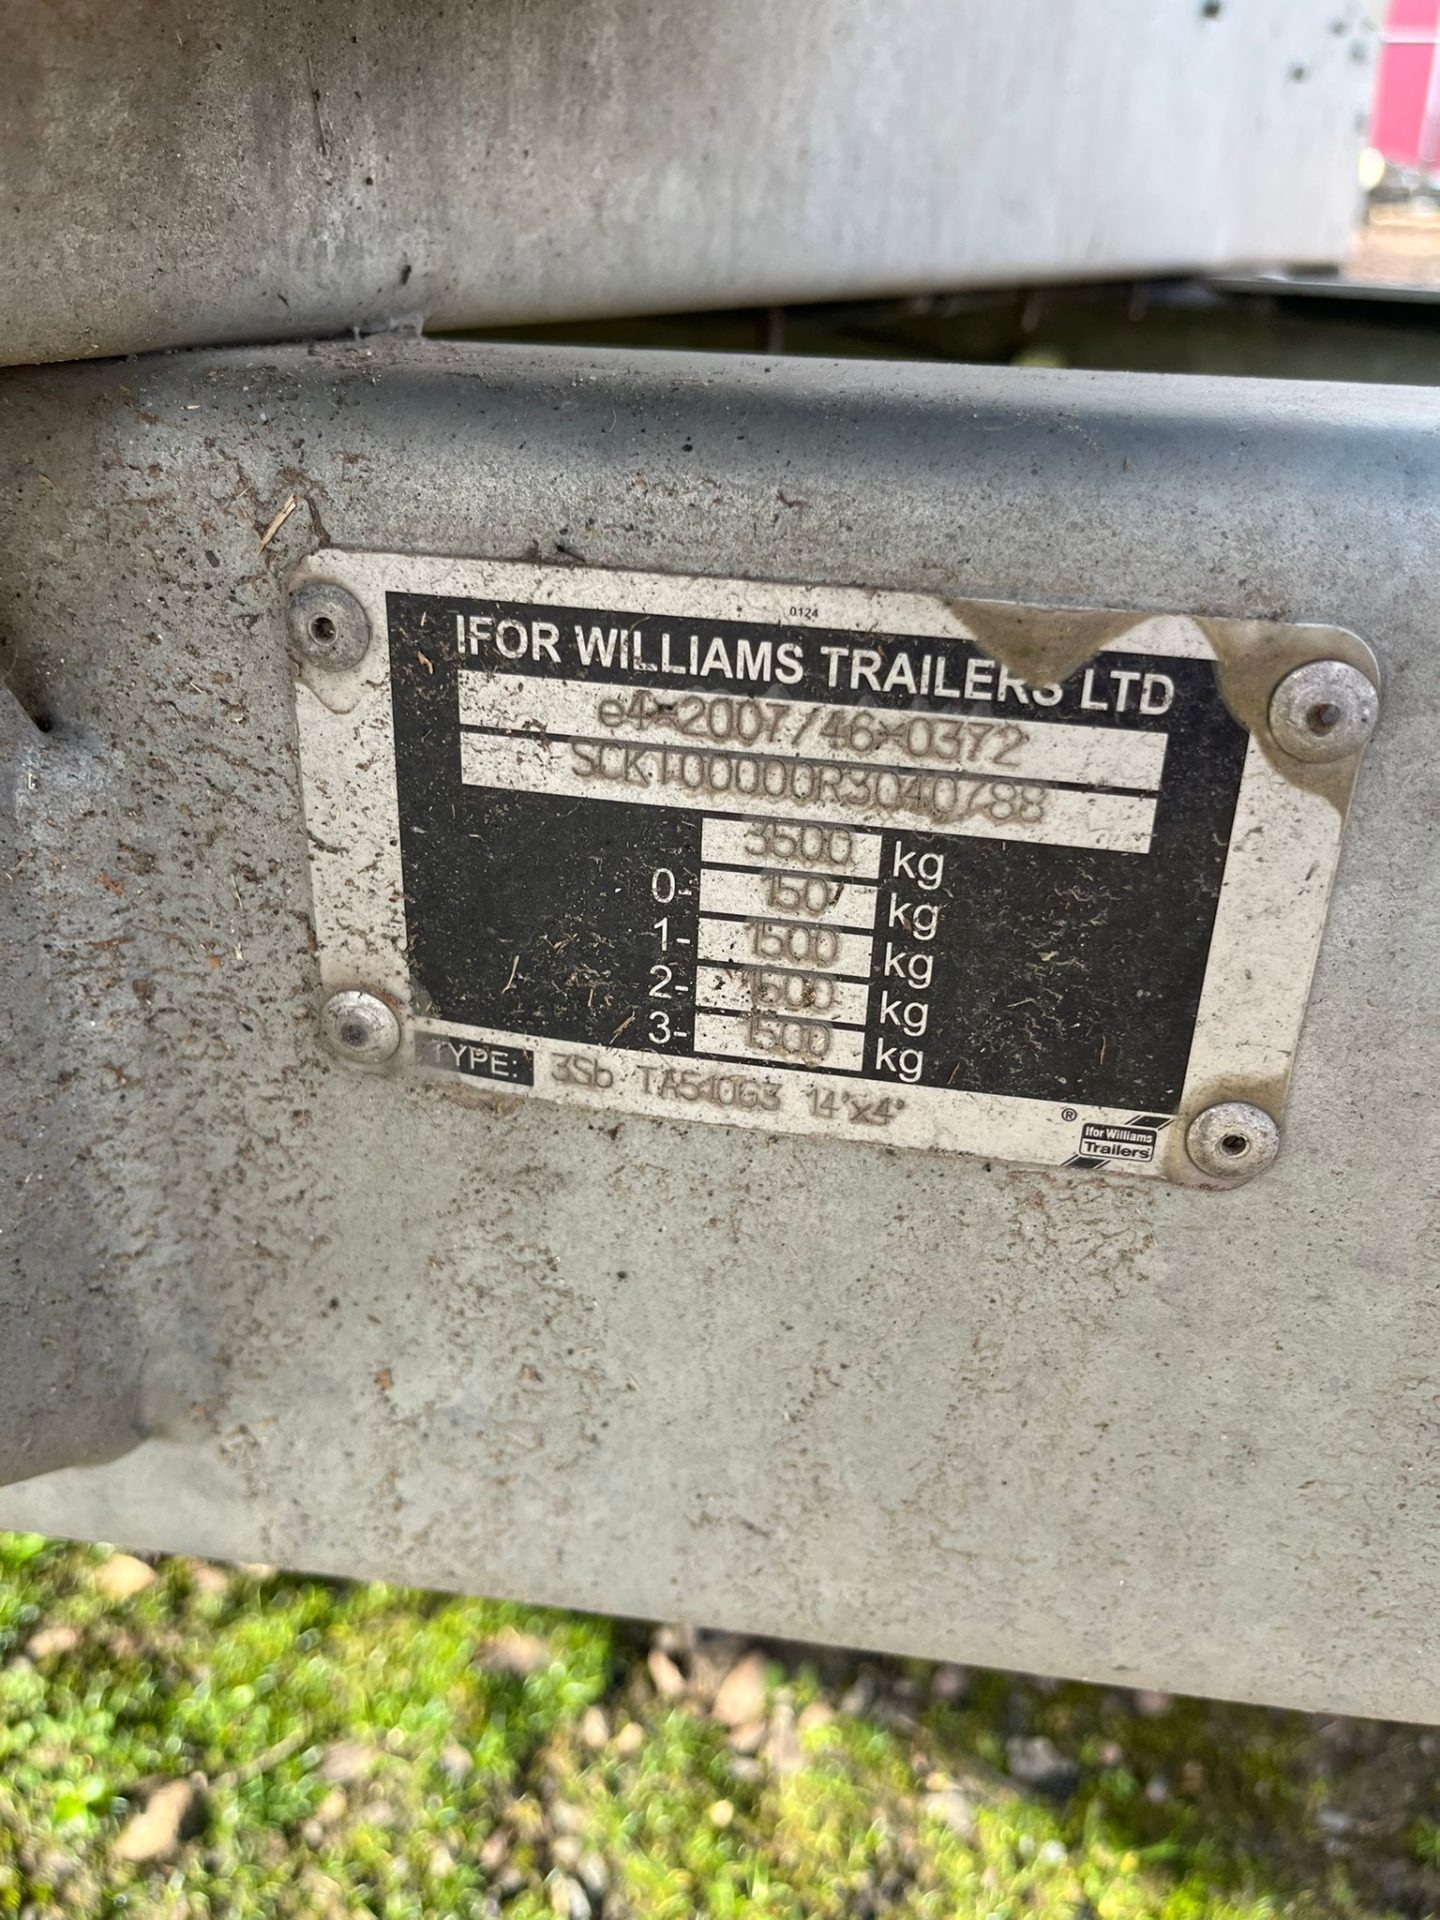 0124
IFOR WILLIAMS TRAILERS LTD
e4*2007/46*0372
SCKT00000R3040788
3500 kg
0- 150 kg
1- 1500 kg
2- 1500 kg
3- 1500 kg
TYPE: 3Sb TA510G3 14'x4'
®
Ifor Williams
Trailers